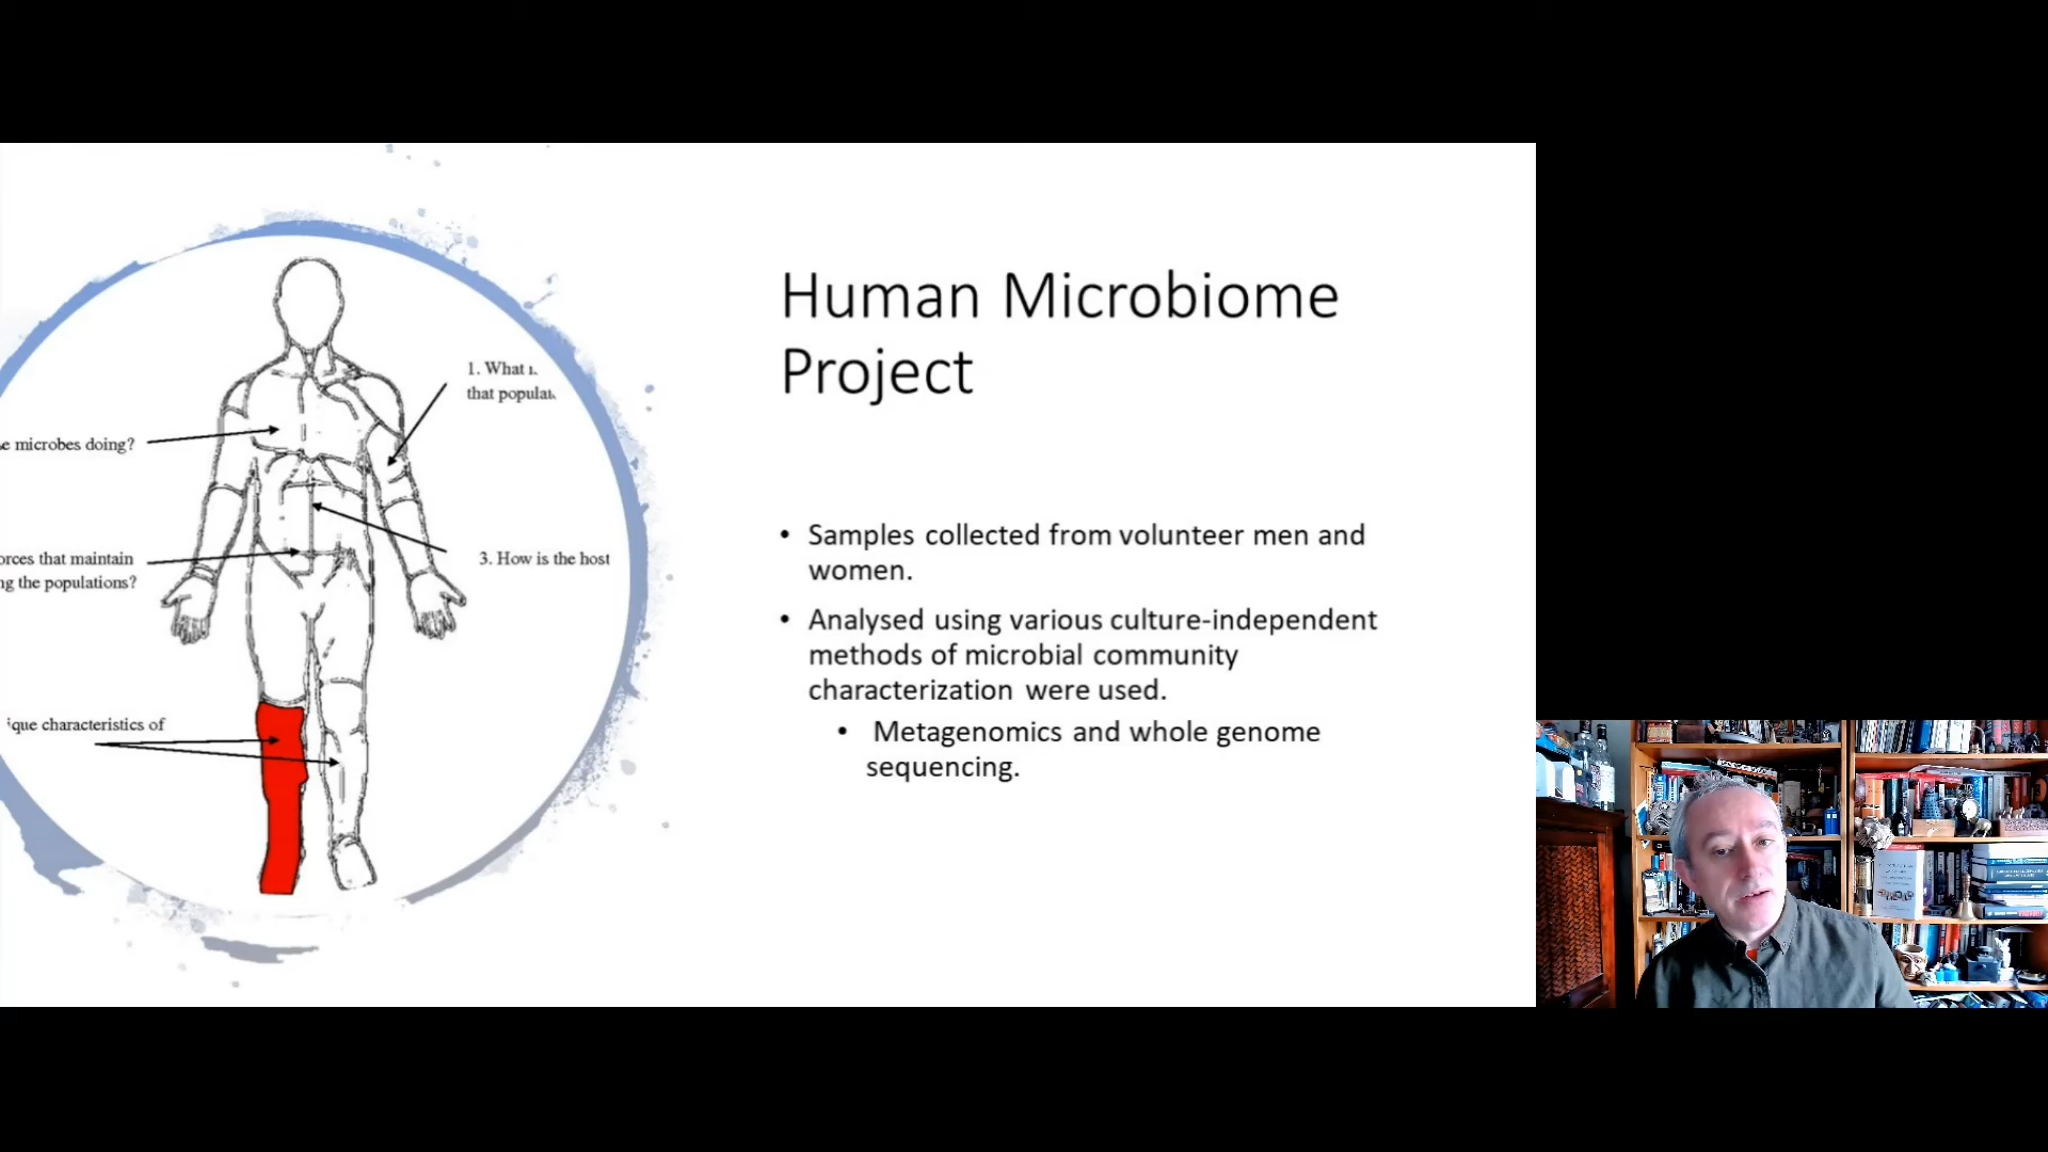 Human Microbiome
Project
• Samples collected from volunteer men and
women.
• Analysed using various culture-independent
methods of microbial community
characterization were used.
• Metagenomics and whole genome
sequencing.
1. What
that
microbes doing?
that maintain
the populations?
3. How is the host
characteristics of